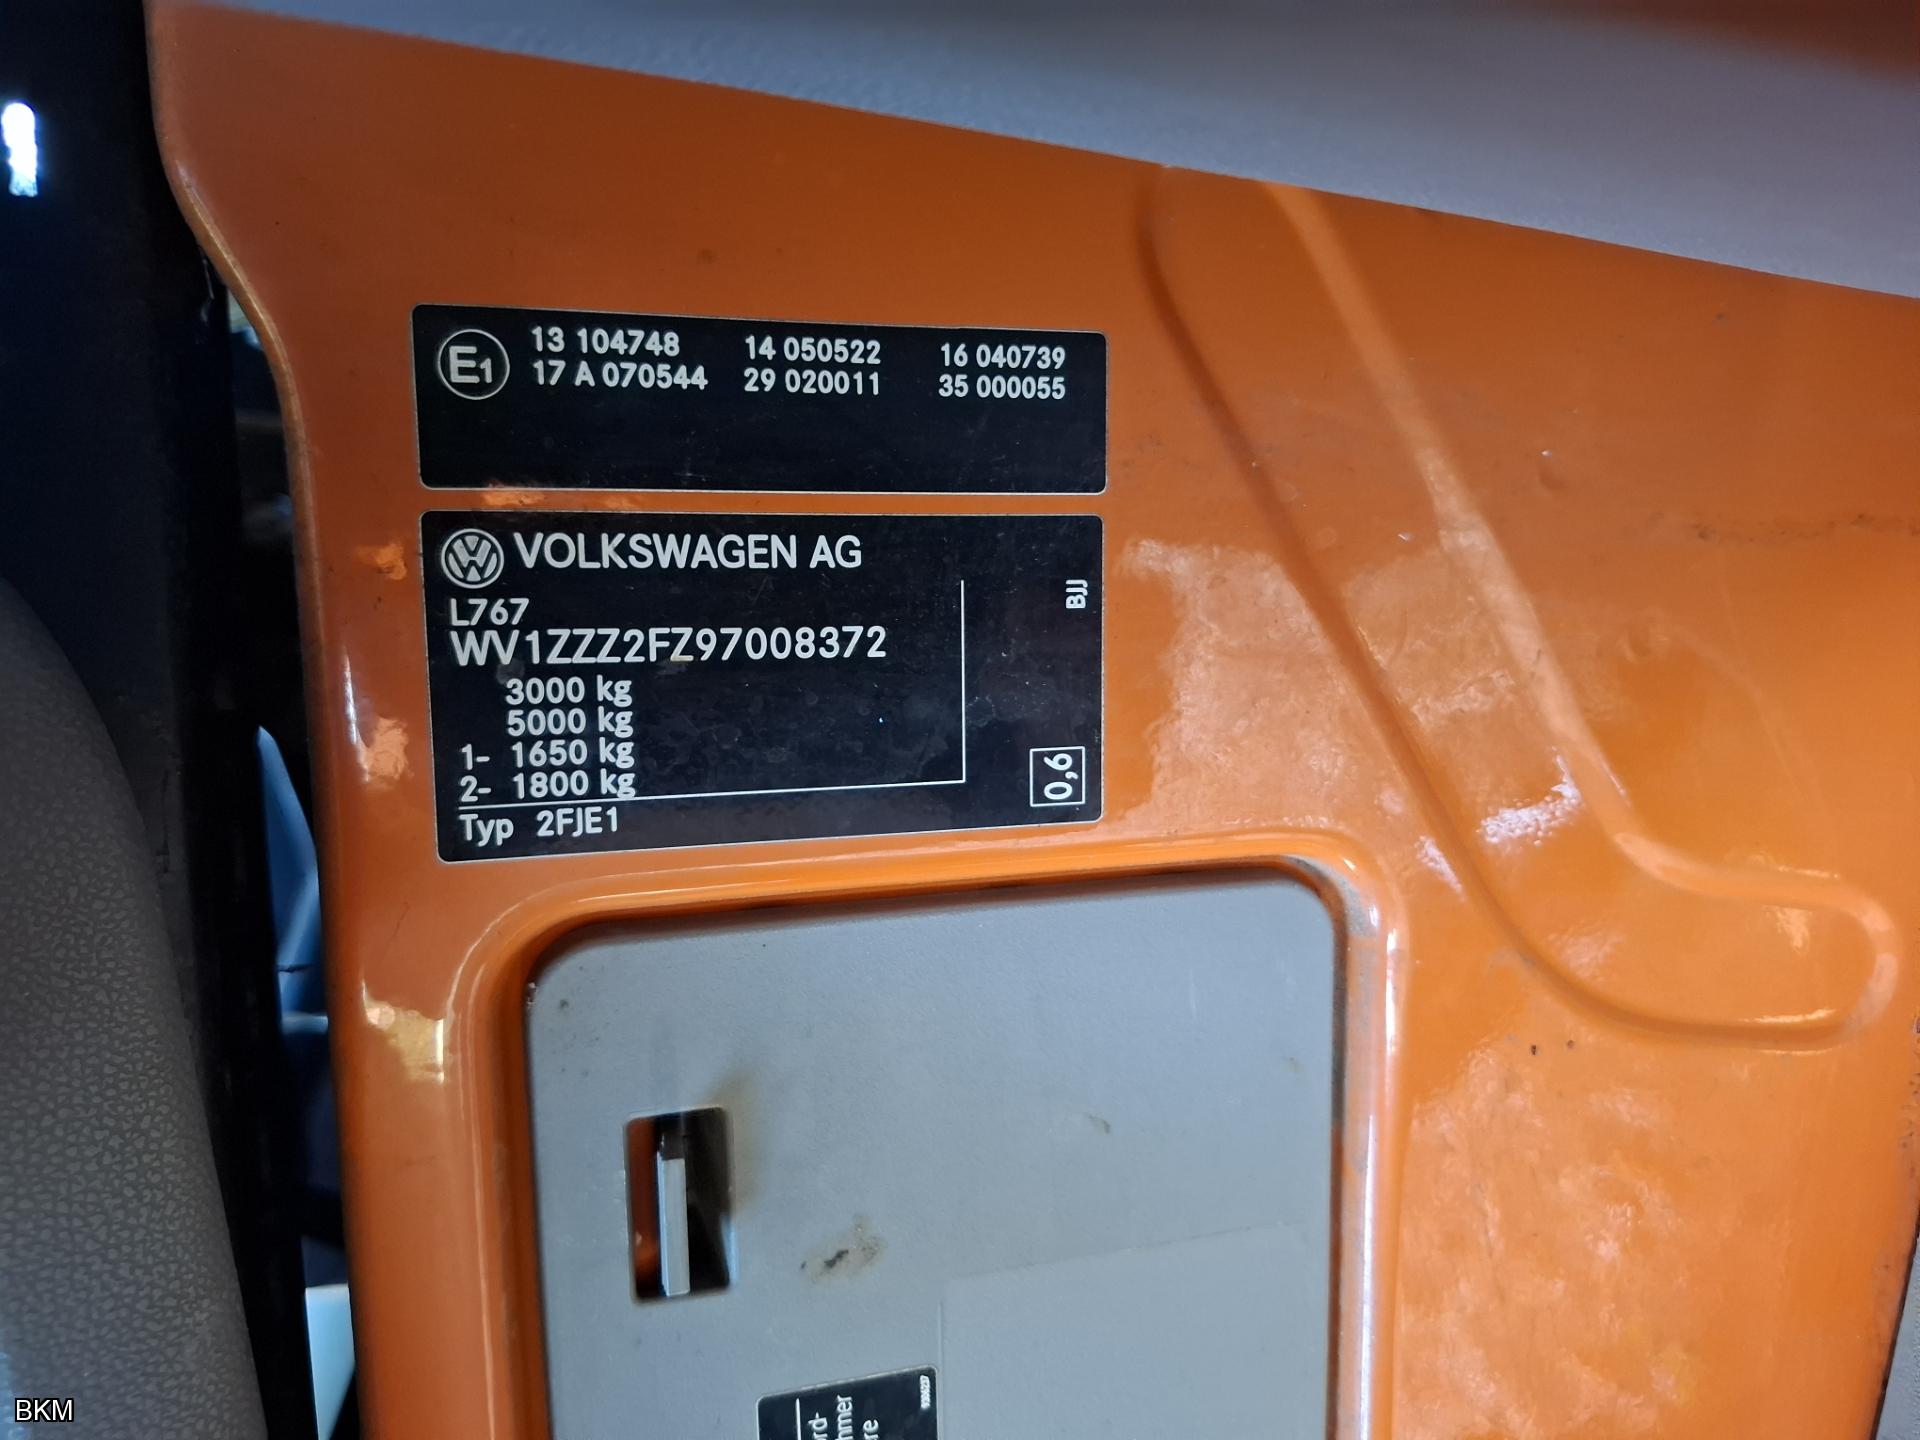 E1 13 104748 14 050522 16 040739
17 A 070544 29 020011 35 000055
VOLKSWAGEN AG
L767
WV1ZZZ2FZ97008372
3000 kg
5000 kg
1- 1650 kg
2- 1800 kg
Typ 2FJE1
BJJ
0,6
BKM